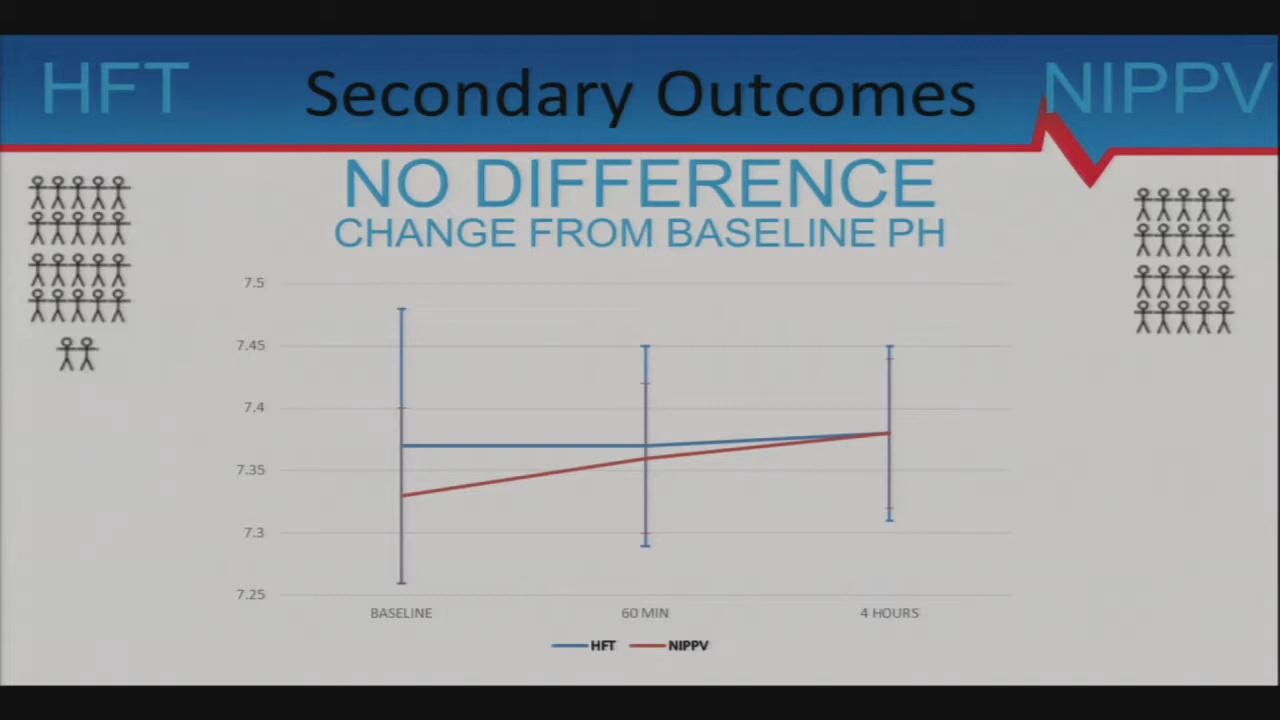 HFT
Secondary Outcomes
NIPPV
NO DIFFERENCE
CHANGE FROM BASELINE PH
7.5
7.45
7.4
7.35
7.3
7.25
BASELINE
60 MIN
4 HOURS
HFT
NIPPV